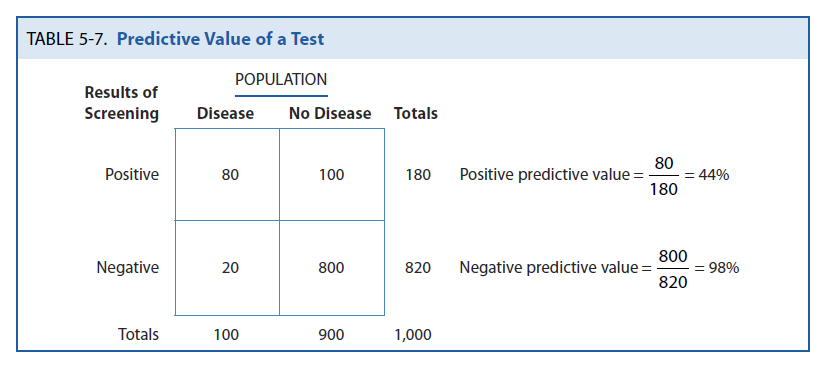 TABLE 5-7. Predictive Value of a Test
POPULATION
Results of
Screening Disease No Disease Totals
Positive 80 100 180 Positive predictive value = 80/180 = 44%
Negative 20 800 820 Negative predictive value = 800/820 = 98%
Totals 100 900 1,000